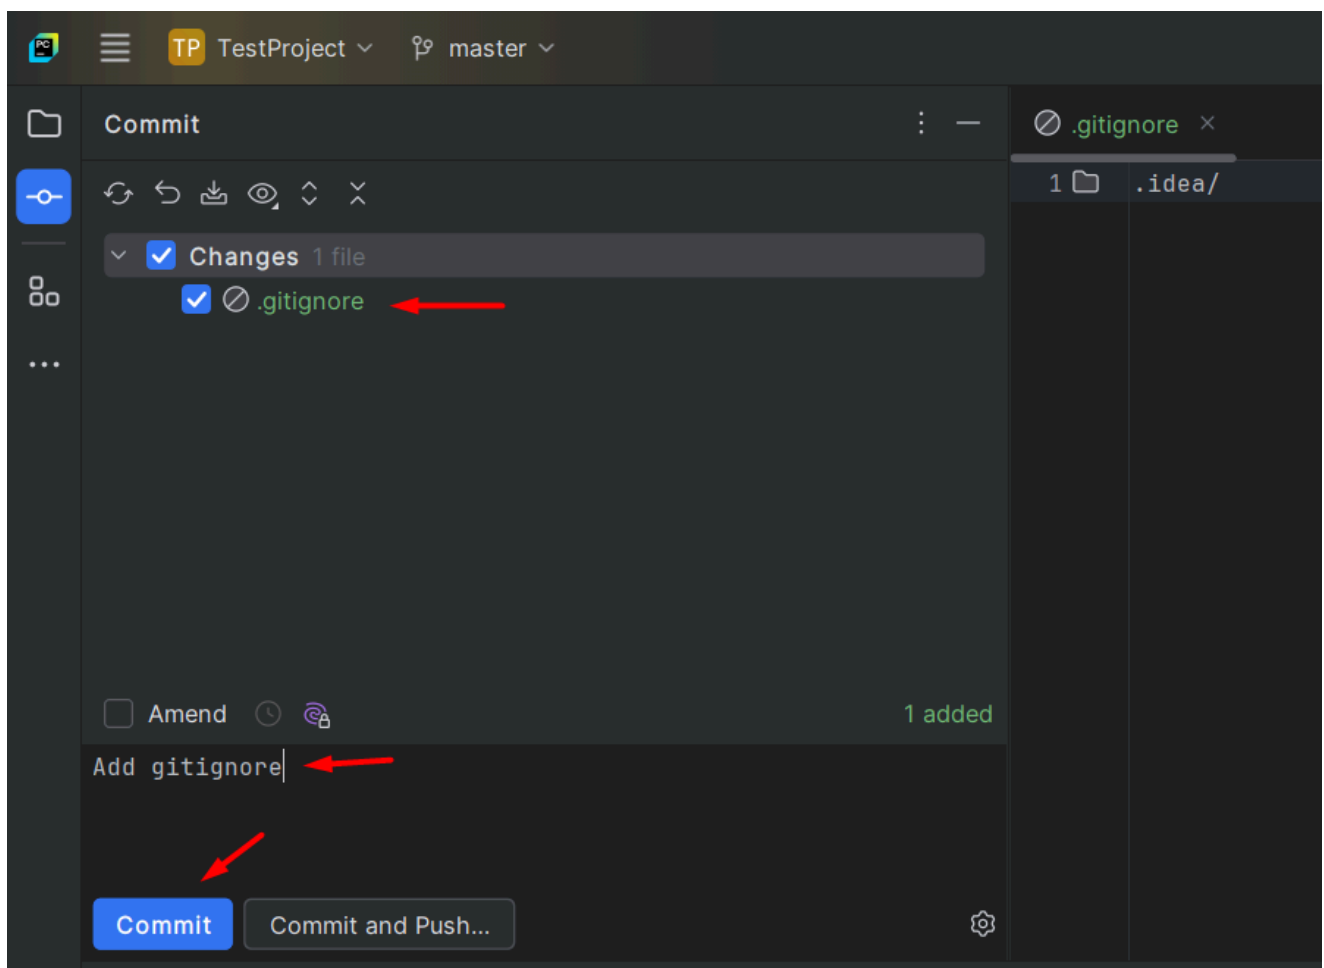 PC
TP TestProject master
Commit
.gitignore
Changes 1 file
.gitignore
1 .idea/
Amend
1 added
Add gitignore
Commit
Commit and Push...